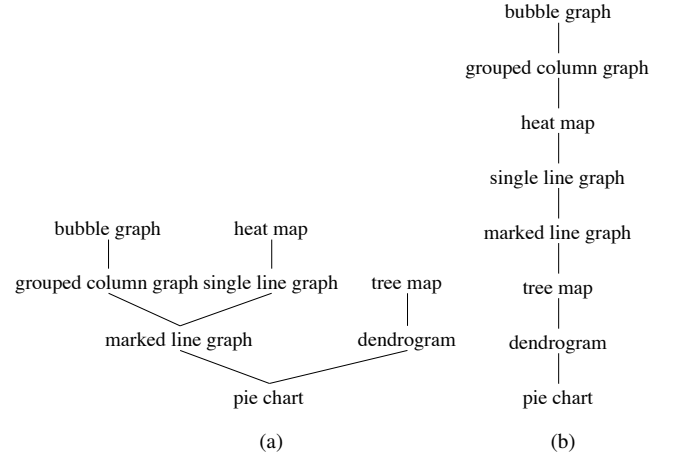 bubble graph
heat map
grouped column graph
single line graph
tree map
marked line graph
dendrogram
pie chart
(a)
bubble graph
grouped column graph
heat map
single line graph
marked line graph
tree map
dendrogram
pie chart
(b)